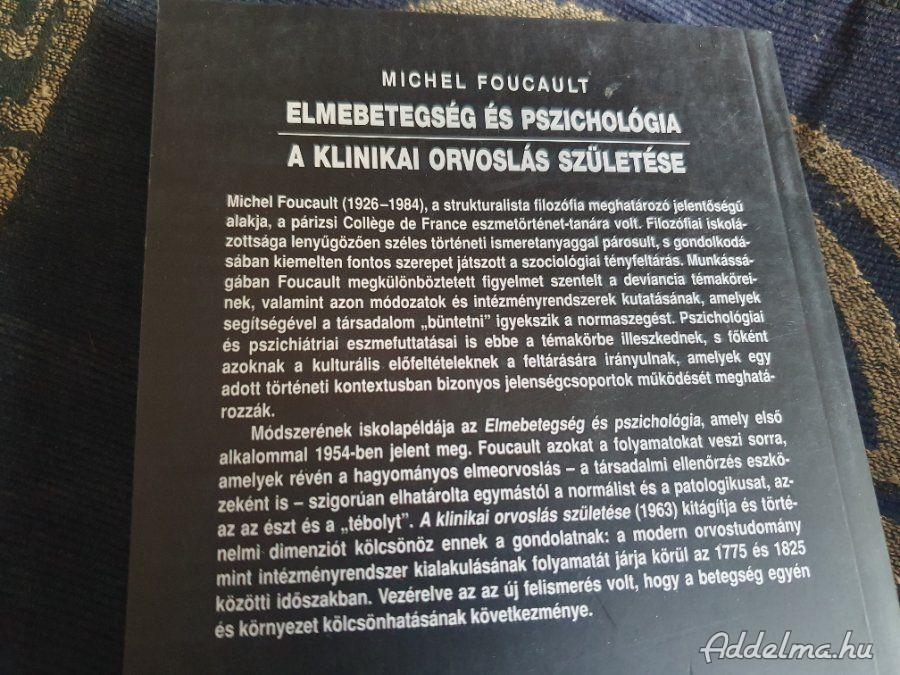 MICHEL FOUCAULT
ELMEBETEGSÉG ÉS PSZICHOLÓGIA
A KLINIKAI ORVOSLÁS SZÜLETÉSE
Michel Foucault (1926–1984), a strukturalista filozófia meghatározó jelentőségű
alakja, a párizsi Collège de France eszmetörténet-tanára volt. Filozófiai iskolá-
zottsága lenyűgözően széles történeti ismeretanyaggal párosult, s gondolkodá-
sában kiemelten fontos szerepet játszott a szociológiai tényfeltárás. Munkássá-
gában Foucault megkülönböztetett figyelmet szentelt a deviancia témakörei-
nek, valamint azon módozatok és intézményrendszerek kutatásának, amelyek
segítségével a társadalom „büntetni” igyekszik a normaszegést. Pszichológiai
és pszichiátriai eszmefuttatásai is ebbe a témakörbe illeszkednek, s főként
azoknak a kulturális előfeltételeknek a feltárására irányulnak, amelyek egy
adott történeti kontextusban bizonyos jelenségcsoportok működését meghatá-
rozzák.
Módszerének iskolapéldája az Elmebetegség és pszichológia, amely első
alkalommal 1954-ben jelent meg. Foucault azokat a folyamatokat veszi sorra,
amelyek révén a hagyományos elmeorvoslás – a társadalmi ellenőrzés eszkö-
zeként is – szigorúan elhatárolta egymástól a normálist és a patologikusat, az-
az az észt és a „tébolyt”. A klinikai orvoslás születése (1963) kitágítja és törté-
nelmi dimenziót kölcsönöz ennek a gondolatnak: a modern orvostudomány
mint intézményrendszer kialakulásának folyamatát járja körül az 1775 és 1825
közötti időszakban. Vezérelve az az új felismerés volt, hogy a betegség egyén
és környezet kölcsönhatásának következménye.
Addelma.hu